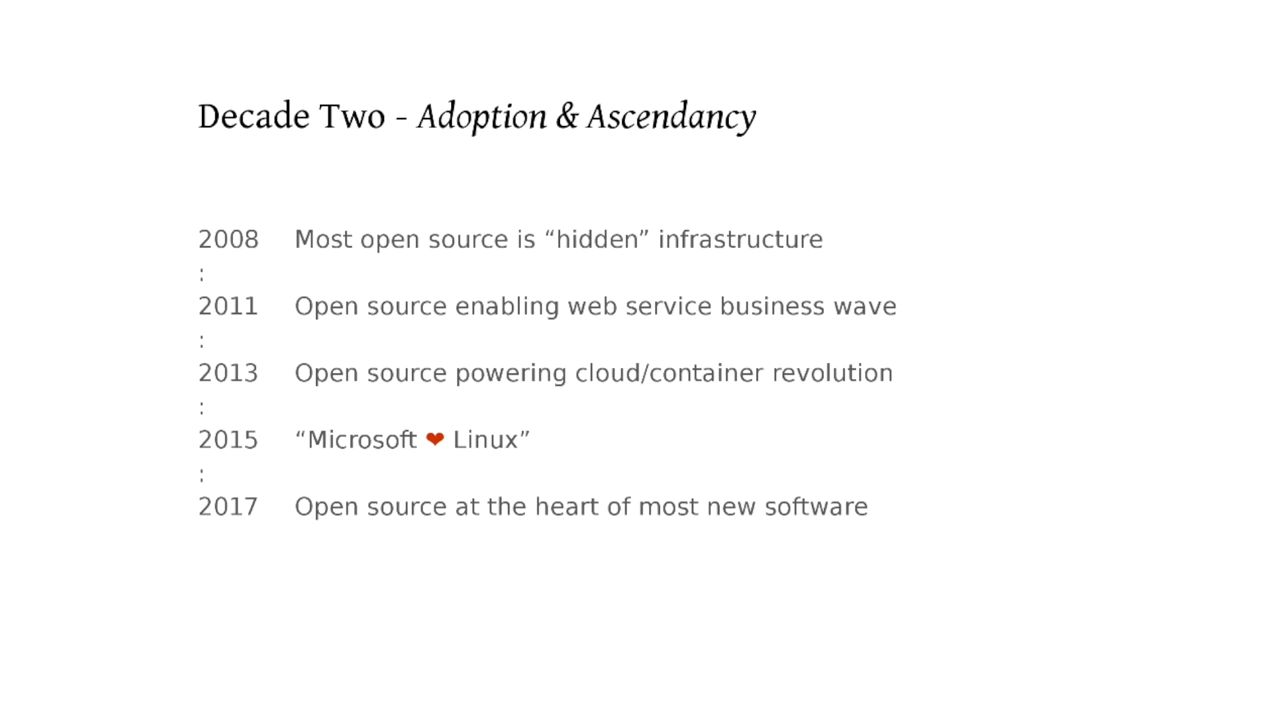 Decade Two - Adoption & Ascendancy
2008 Most open source is “hidden” infrastructure
:
2011 Open source enabling web service business wave
:
2013 Open source powering cloud/container revolution
:
2015 “Microsoft ❤ Linux”
:
2017 Open source at the heart of most new software